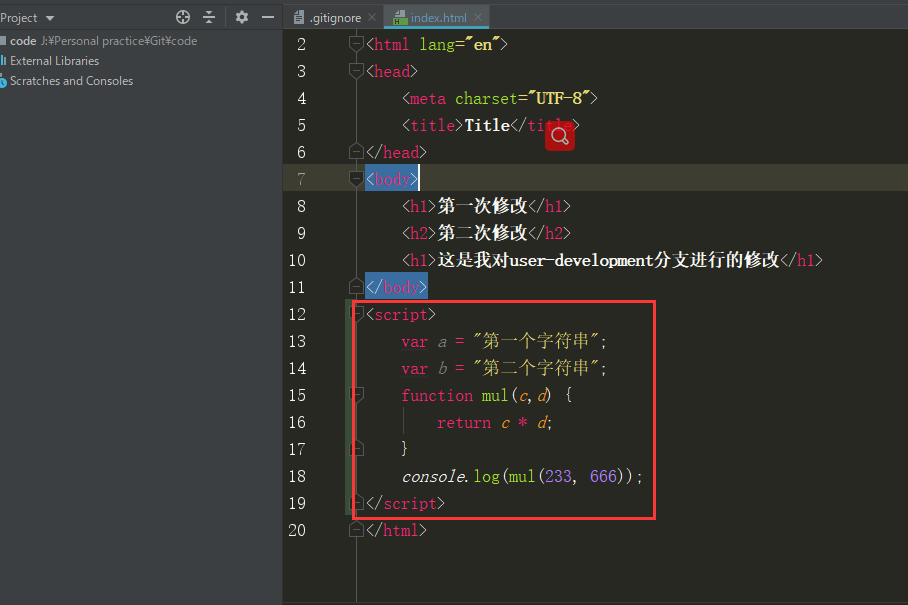 Project
.gitignore
index.html
code J:¥Personal practice¥Git¥code
External Libraries
Scratches and Consoles
2 <html lang="en">
3 <head>
4 <meta charset="UTF-8">
5 <title>Title</title>
6 </head>
7 <body>
8 <h1>第一次修改</h1>
9 <h2>第二次修改</h2>
10 <h1>这是我对user-development分支进行的修改</h1>
11 </body>
12 <script>
13 var a = "第一个字符串";
14 var b = "第二个字符串";
15 function mul(c,d) {
16 return c * d;
17 }
18 console.log(mul(233, 666));
19 </script>
20 </html>